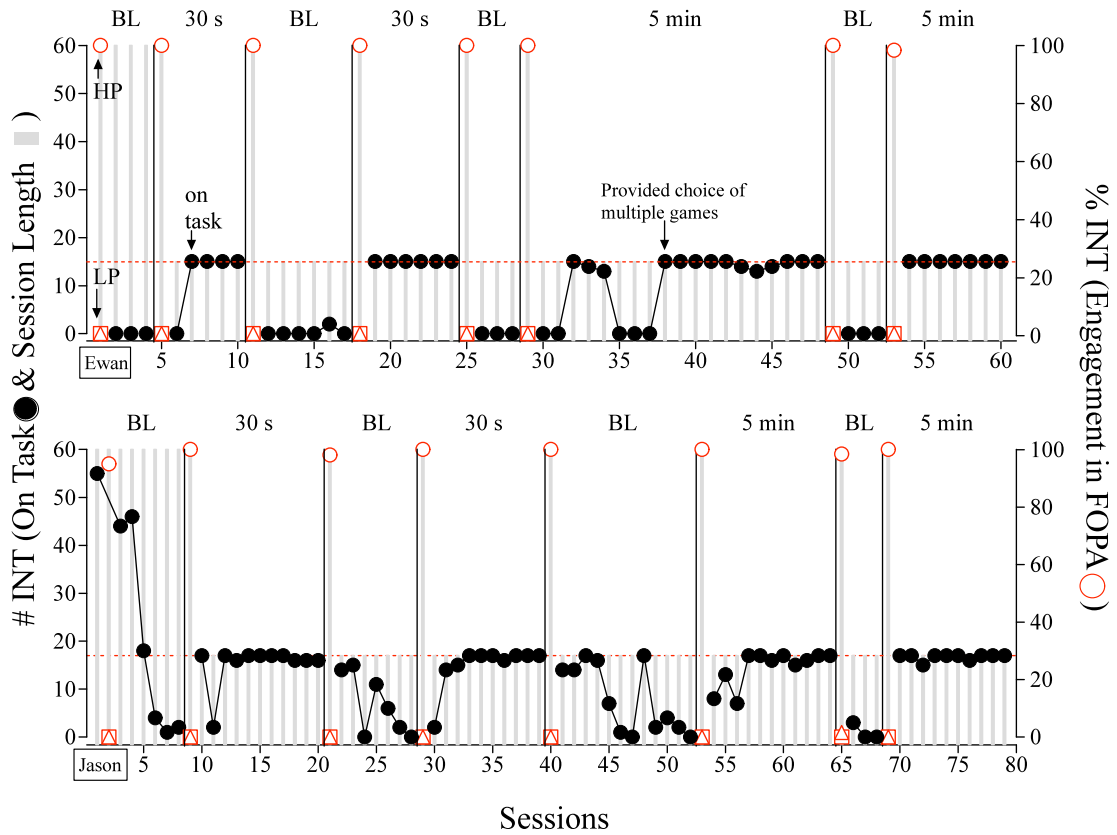 BL 30 s BL 30 s BL 5 min BL 5 min
60 50 40 30 20 10 0
100 80 60 40 20 0
HP
LP
on
task
Provided choice of
multiple games
Ewan
5 10 15 20 25 30 35 40 45 50 55 60
# INT (On Task & Session Length )
% INT (Engagement in FOPA )
BL 30 s BL 30 s BL 5 min BL 5 min
60 50 40 30 20 10 0
100 80 60 40 20 0
Jason
5 10 15 20 25 30 35 40 45 50 55 60 65 70 75 80
Sessions